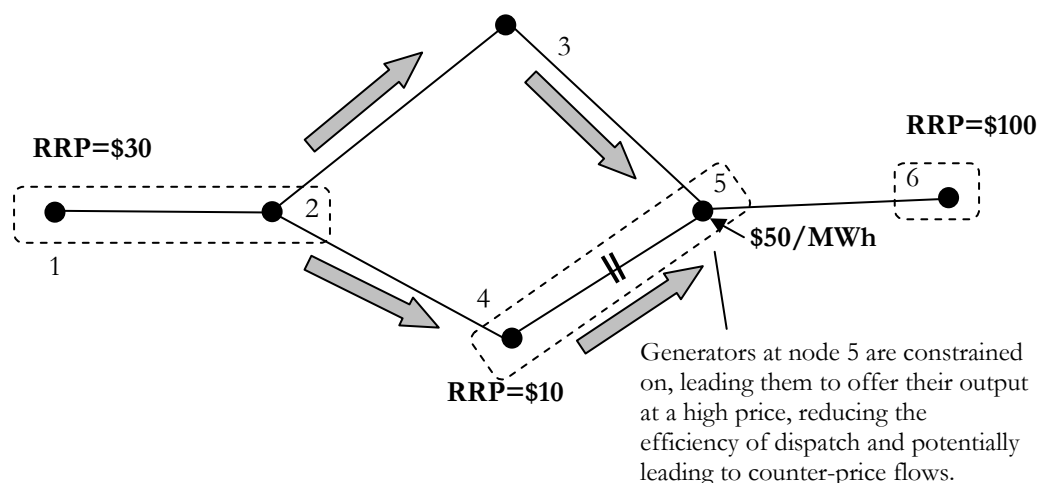 3
RRP=$100
RRP=$30
5
6
2
$50/MWh
1
4
RRP=$10
Generators at node 5 are constrained
on, leading them to offer their output
at a high price, reducing the
efficiency of dispatch and potentially
leading to counter-price flows.